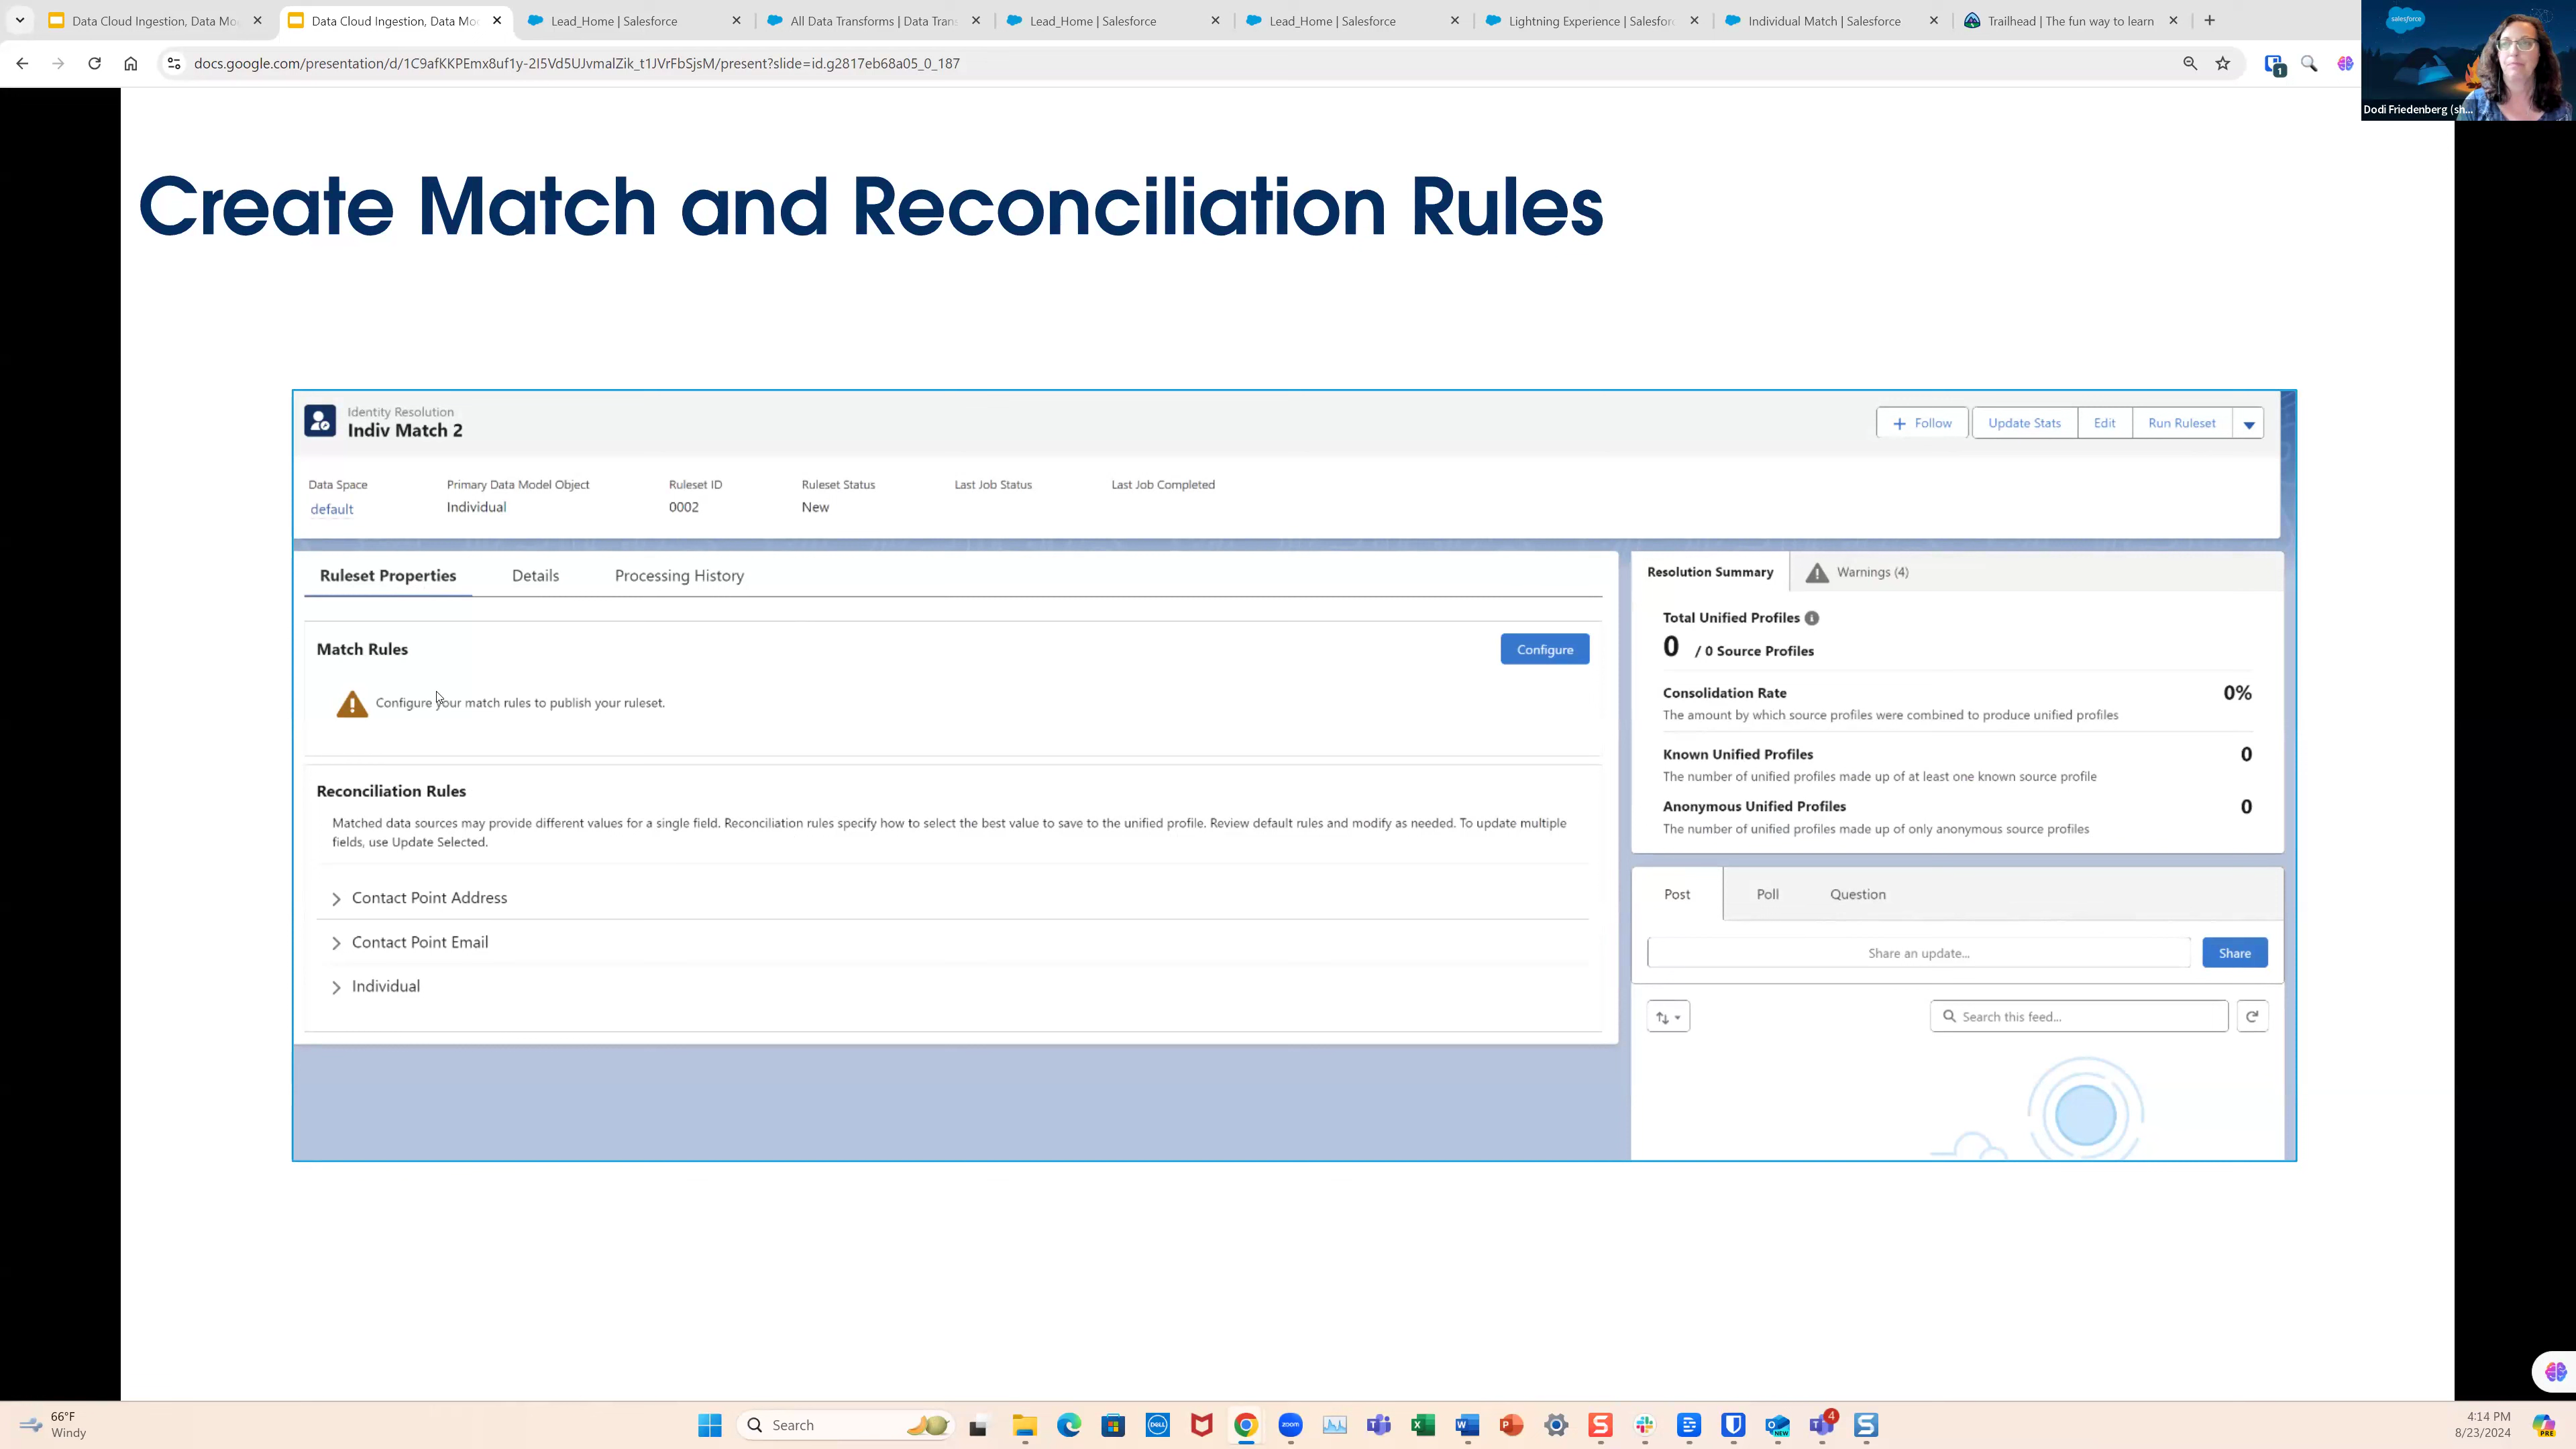 Data Cloud Ingestion, Data Mo
Data Cloud Ingestion, Data Mo
Lead_Home | Salesforce
All Data Transforms | Data Tran
Lead_Home | Salesforce
Lead_Home | Salesforce
Lightning Experience | Salesfor
Individual Match | Salesforce
Trailhead | The fun way to learn
docs.google.com/presentation/d/1C9afKKPEmx8uf1y-2I5Vd5UJvmalZik_t1JVrFbSjsM/present?slide=id.g2817eb68a05_0_187
1
salesforce
Dodi Friedenberg (sh...
Create Match and Reconciliation Rules
Identity Resolution
Indiv Match 2
Follow
Update Stats
Edit
Run Ruleset
Data Space
Primary Data Model Object
Ruleset ID
Ruleset Status
Last Job Status
Last Job Completed
default
Individual
0002
New
Ruleset Properties
Details
Processing History
Match Rules
Configure
Configure your match rules to publish your ruleset.
Reconciliation Rules
Matched data sources may provide different values for a single field. Reconciliation rules specify how to select the best value to save to the unified profile. Review default rules and modify as needed. To update multiple
fields, use Update Selected.
Contact Point Address
Contact Point Email
Individual
Resolution Summary
Warnings (4)
Total Unified Profiles
0 / 0 Source Profiles
Consolidation Rate
0%
The amount by which source profiles were combined to produce unified profiles
Known Unified Profiles
0
The number of unified profiles made up of at least one known source profile
Anonymous Unified Profiles
0
The number of unified profiles made up of only anonymous source profiles
Post
Poll
Question
Share an update...
Share
Search this feed...
66°F
Windy
Search
DELL
zoom
NEW
4
4:14 PM
8/23/2024
PRE